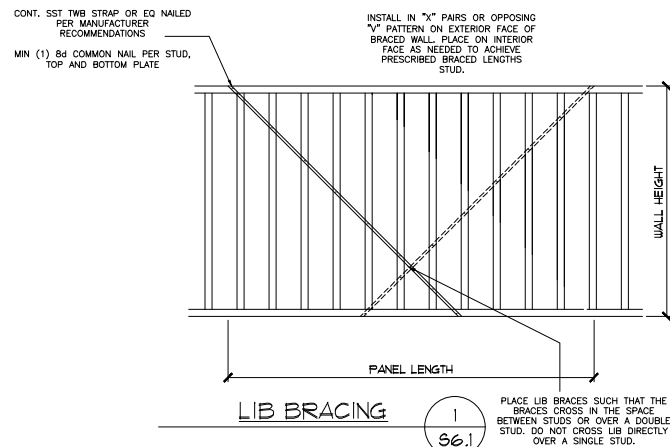 CONT. SST TWB STRAP OR EQ NAILED
PER MANUFACTURER
RECOMMENDATIONS
MIN (1) 8d COMMON NAIL PER STUD,
TOP AND BOTTOM PLATE
INSTALL IN "X" PAIRS OR OPPOSING
"V" PATTERN ON EXTERIOR FACE OF
BRACED WALL. PLACE ON INTERIOR
FACE AS NEEDED TO ACHIEVE
PRESCRIBED BRACED LENGTHS
STUD.
WALL HEIGHT
PANEL LENGTH
LIB BRACING
1
S6.1
PLACE LIB BRACES SUCH THAT THE
BRACES CROSS IN THE SPACE
BETWEEN STUDS OR OVER A DOUBLE
STUD. DO NOT CROSS LIB DIRECTLY
OVER A SINGLE STUD.